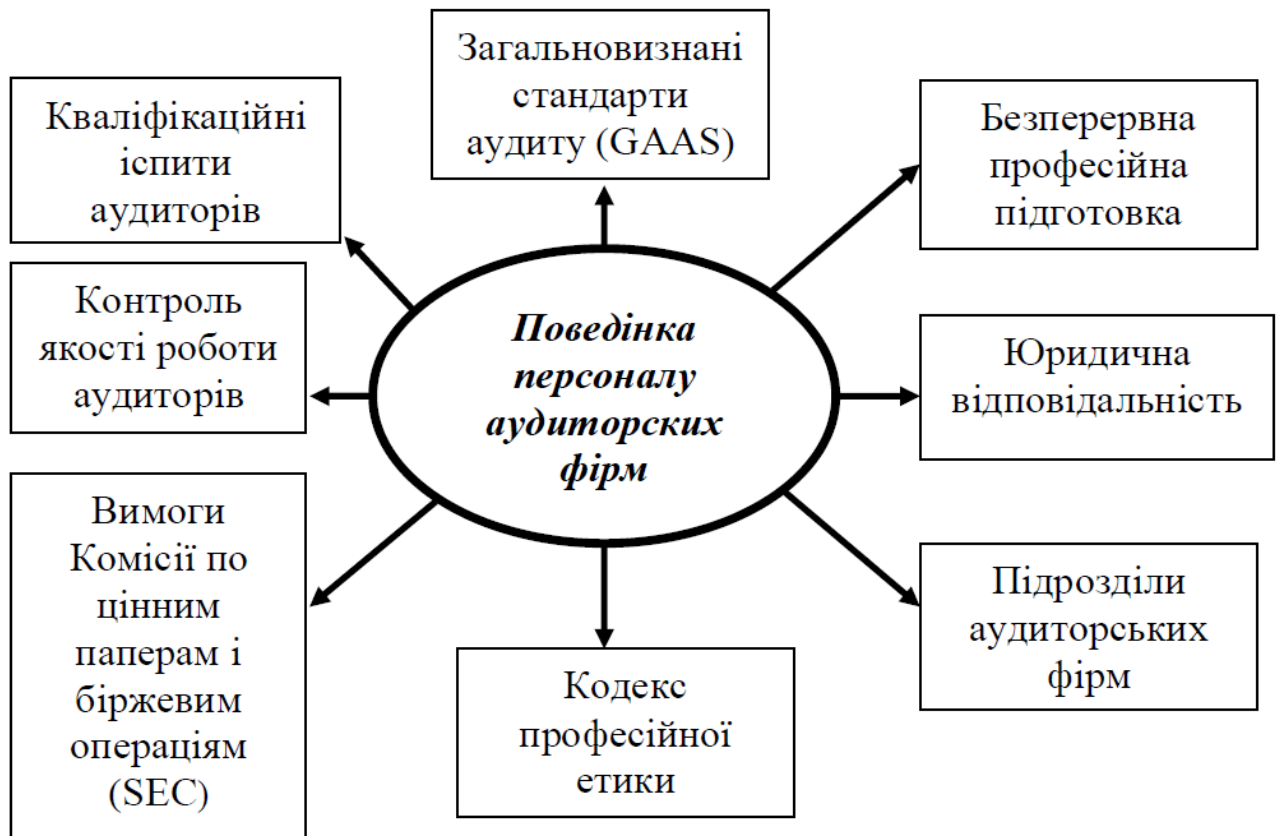 Загальновизнані
стандарти
аудиту (GAAS)
Кваліфікаційні
іспити
аудиторів
Безперервна
професійна
підготовка
Контроль
якості роботи
аудиторів
Поведінка
персоналу
аудиторских
фірм
Юридична
відповідальність
Вимоги
Комісії по
цінним
паперам і
біржевим
операціям
(SEC)
Підрозділи
аудиторських
фірм
Кодекс
професійної
етики